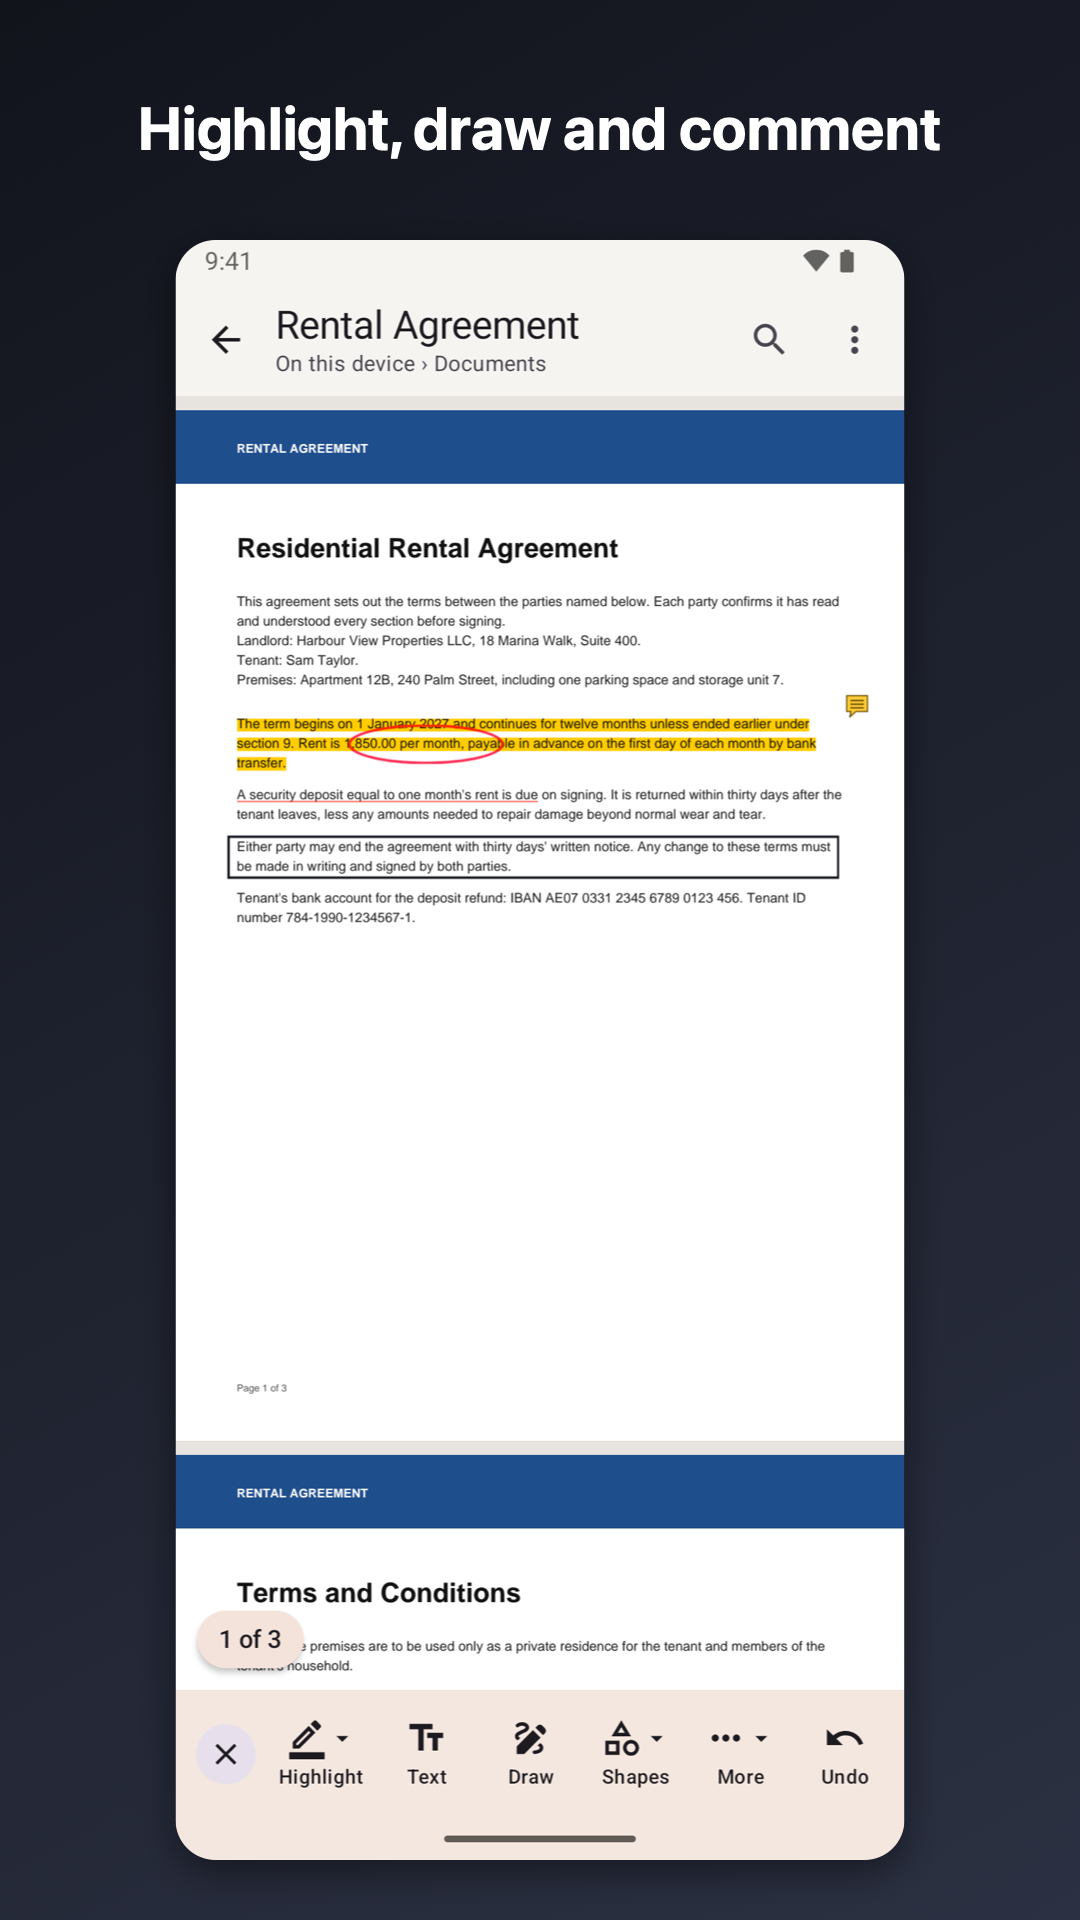 Highlight, draw and comment
9:41
Rental Agreement
On this device › Documents
RENTAL AGREEMENT
Residential Rental Agreement
This agreement sets out the terms between the parties named below. Each party confirms it has read
and understood every section before signing.
Landlord: Harbour View Properties LLC, 18 Marina Walk, Suite 400.
Tenant: Sam Taylor.
Premises: Apartment 12B, 240 Palm Street, including one parking space and storage unit 7.
The term begins on 1 January 2027 and continues for twelve months unless ended earlier under
section 9. Rent is 1,850.00 per month, payable in advance on the first day of each month by bank
transfer.
A security deposit equal to one month's rent is due on signing. It is returned within thirty days after the
tenant leaves, less any amounts needed to repair damage beyond normal wear and tear.
Either party may end the agreement with thirty days' written notice. Any change to these terms must
be made in writing and signed by both parties.
Tenant's bank account for the deposit refund: IBAN AE07 0331 2345 6789 0123 456. Tenant ID
number 784-1990-1234567-1.
Page 1 of 3
RENTAL AGREEMENT
Terms and Conditions
premises are to be used only as a private residence for the tenant and members of the
1 of 3
tenant's household.
Highlight
Text
Draw
Shapes
More
Undo